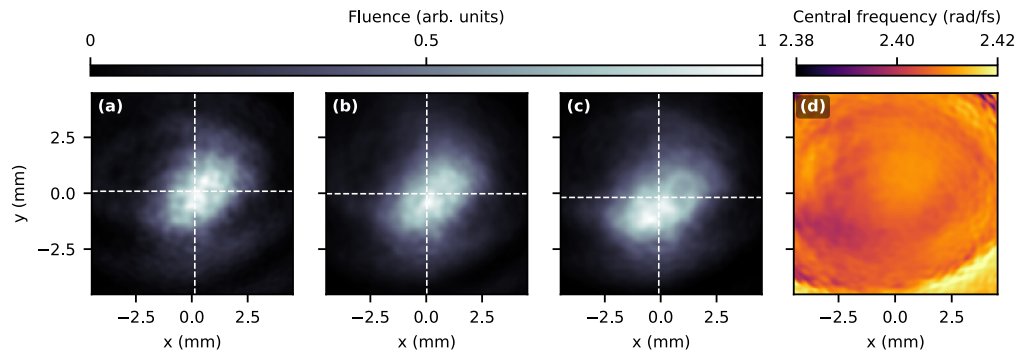 Fluence (arb. units)
Central frequency (rad/fs)
0 0.5 1 2.38 2.40 2.42
(a) (b) (c) (d)
2.5
0.0
−2.5
y (mm)
−2.5 0.0 2.5 −2.5 0.0 2.5 −2.5 0.0 2.5 −2.5 0.0 2.5
x (mm) x (mm) x (mm) x (mm)